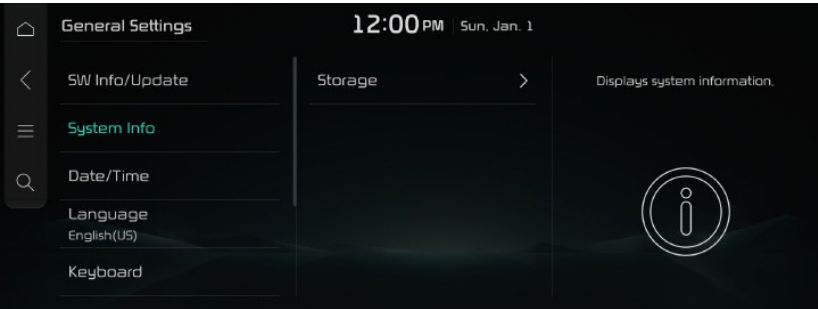 General Settings
12:00 PM Sun, Jan. 1
SW Info/Update
Storage
Displays system information.
System Info
Date/Time
Language
English(US)
Keyboard